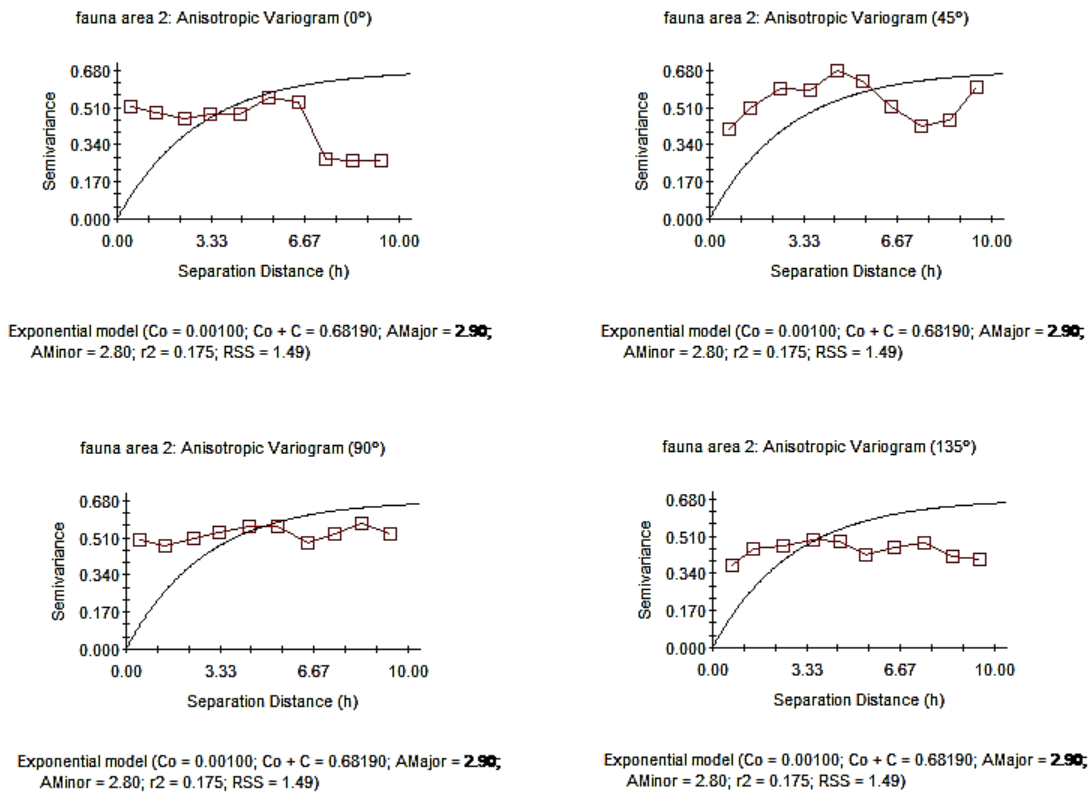 fauna area 2: Anisotropic Variogram (0º)
Semivariance
0.680
0.510
0.340
0.170
0.000
0.00 3.33 6.67 10.00
Separation Distance (h)
Exponential model (Co = 0.00100; Co + C = 0.68190; AMajor = 2.90;
AMinor = 2.80; r2 = 0.175; RSS = 1.49)
fauna area 2: Anisotropic Variogram (45º)
Semivariance
0.680
0.510
0.340
0.170
0.000
0.00 3.33 6.67 10.00
Separation Distance (h)
Exponential model (Co = 0.00100; Co + C = 0.68190; AMajor = 2.90;
AMinor = 2.80; r2 = 0.175; RSS = 1.49)
fauna area 2: Anisotropic Variogram (90º)
Semivariance
0.680
0.510
0.340
0.170
0.000
0.00 3.33 6.67 10.00
Separation Distance (h)
Exponential model (Co = 0.00100; Co + C = 0.68190; AMajor = 2.90;
AMinor = 2.80; r2 = 0.175; RSS = 1.49)
fauna area 2: Anisotropic Variogram (135º)
Semivariance
0.680
0.510
0.340
0.170
0.000
0.00 3.33 6.67 10.00
Separation Distance (h)
Exponential model (Co = 0.00100; Co + C = 0.68190; AMajor = 2.90;
AMinor = 2.80; r2 = 0.175; RSS = 1.49)